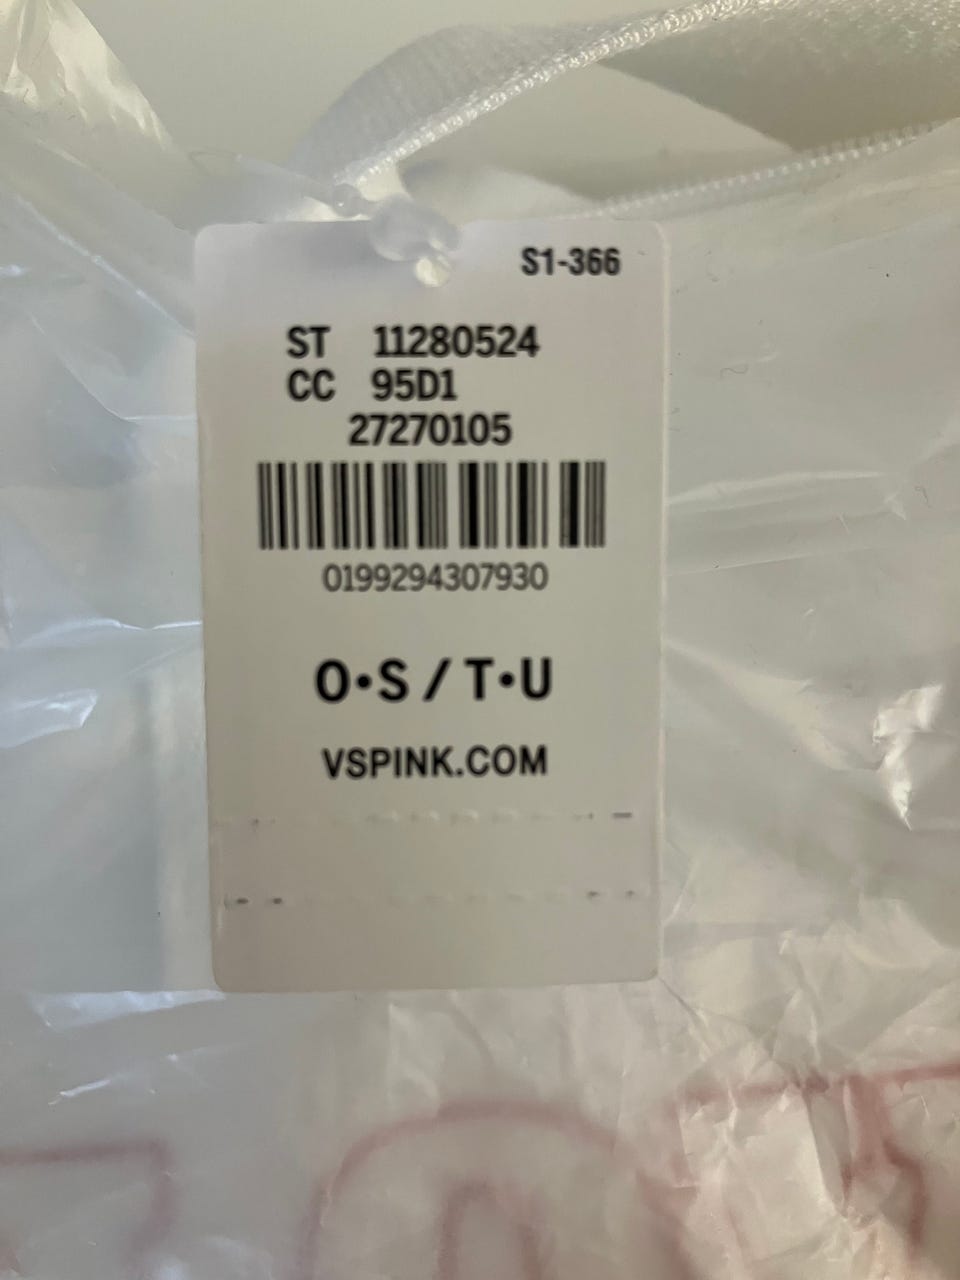 S1-366
ST 11280524
CC 95D1
27270105
0199294307930
O•S / T•U
VSPINK.COM